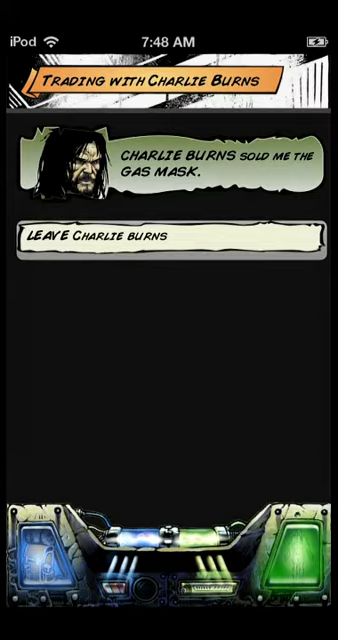 iPod 7:48 AM
Trading with Charlie Burns
CHARLIE BURNS SOLD ME THE
GAS MASK.
LEAVE CHARLIE BURNS